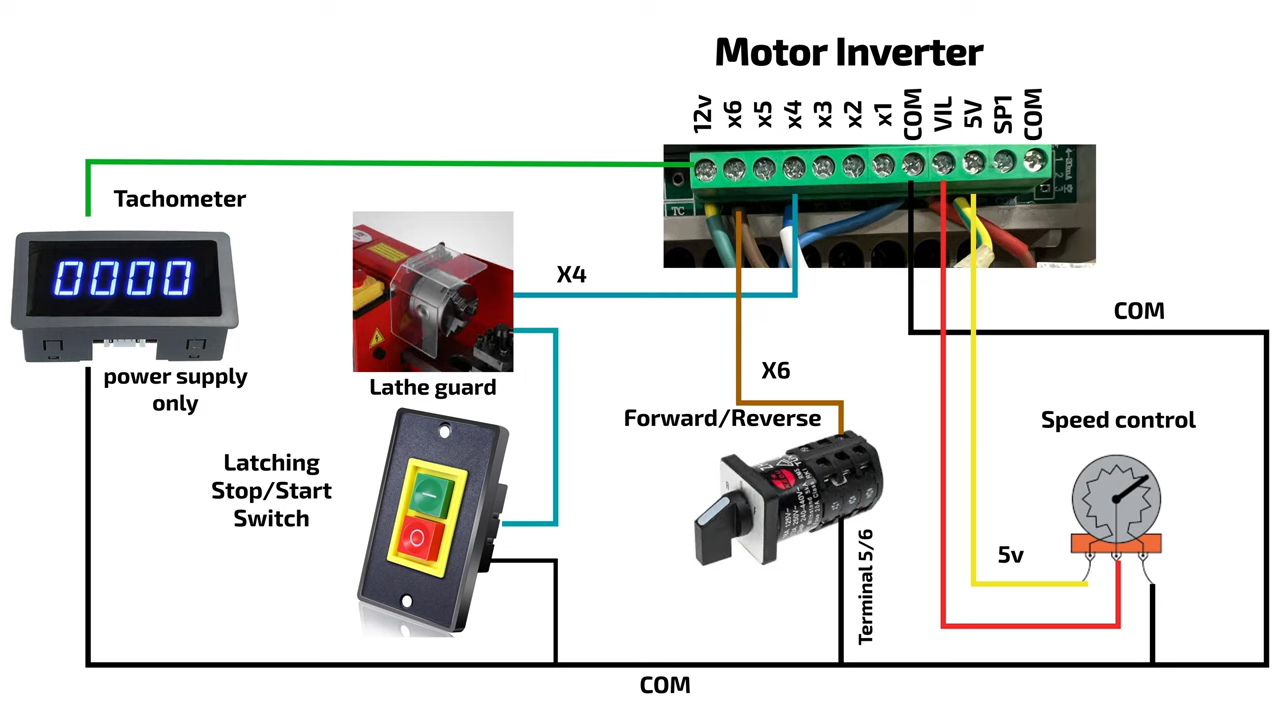 Motor Inverter
12v
x6
x5
x4
x3
x2
x1
COM
VIL
5V
SP1
COM
TC
Tachometer
0000
power supply
only
X4
Lathe guard
COM
X6
Forward/Reverse
Speed control
Latching
Stop/Start
Switch
5v
Terminal 5/6
COM